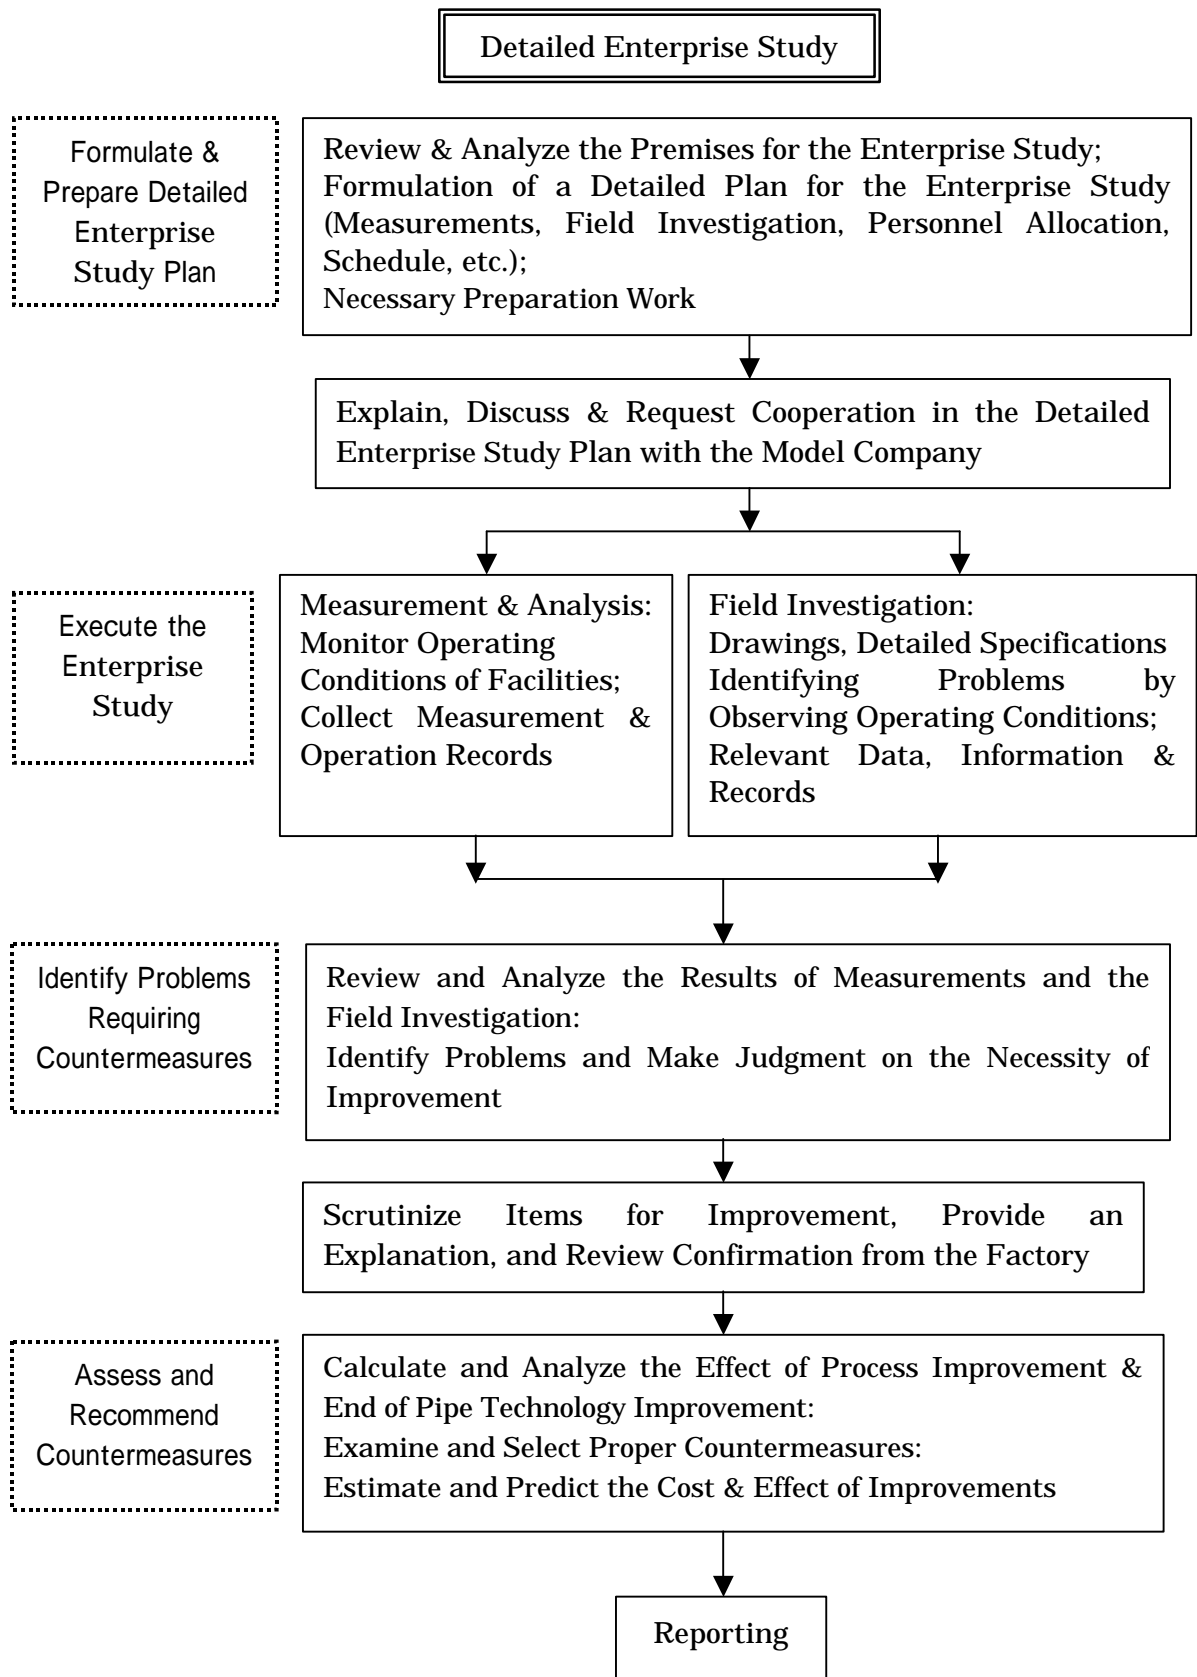 Detailed Enterprise Study
Formulate &
Prepare Detailed
Enterprise
Study Plan
Review & Analyze the Premises for the Enterprise Study;
Formulation of a Detailed Plan for the Enterprise Study
(Measurements, Field Investigation, Personnel Allocation,
Schedule, etc.);
Necessary Preparation Work
Explain, Discuss & Request Cooperation in the Detailed
Enterprise Study Plan with the Model Company
Execute the
Enterprise
Study
Measurement & Analysis:
Monitor Operating
Conditions of Facilities;
Collect Measurement &
Operation Records
Field Investigation:
Drawings, Detailed Specifications
Identifying Problems by
Observing Operating Conditions;
Relevant Data, Information &
Records
Identify Problems
Requiring
Countermeasures
Review and Analyze the Results of Measurements and the
Field Investigation:
Identify Problems and Make Judgment on the Necessity of
Improvement
Scrutinize Items for Improvement, Provide an
Explanation, and Review Confirmation from the Factory
Assess and
Recommend
Countermeasures
Calculate and Analyze the Effect of Process Improvement &
End of Pipe Technology Improvement:
Examine and Select Proper Countermeasures:
Estimate and Predict the Cost & Effect of Improvements
Reporting